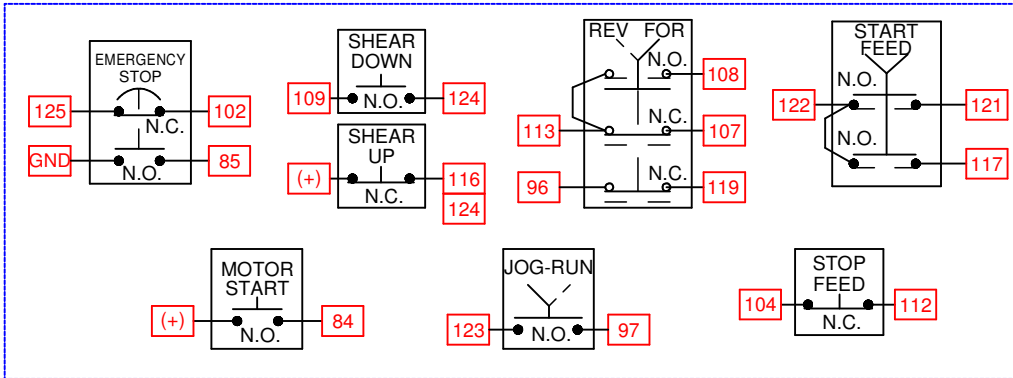 EMERGENCY
STOP
125
102
N.C.
GND
85
N.O.
SHEAR
DOWN
109
N.O.
124
SHEAR
UP
(+)
116
N.C.
124
REV FOR
N.O.
108
N.C.
113
107
N.C.
96
119
START
FEED
N.O.
122
121
N.O.
117
MOTOR
START
(+)
84
N.O.
JOG-RUN
123
N.O.
97
STOP
FEED
104
112
N.C.